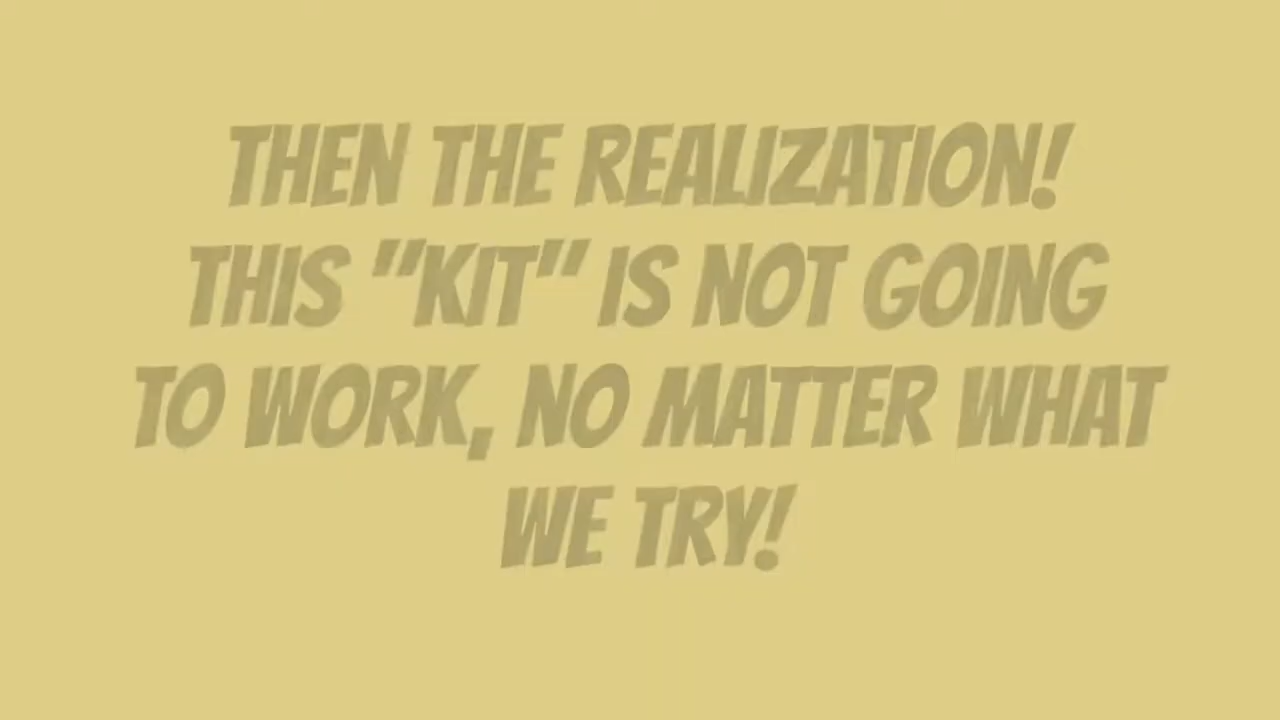 THEN THE REALIZATION!
THIS "KIT" IS NOT GOING
TO WORK, NO MATTER WHAT
WE TRY!